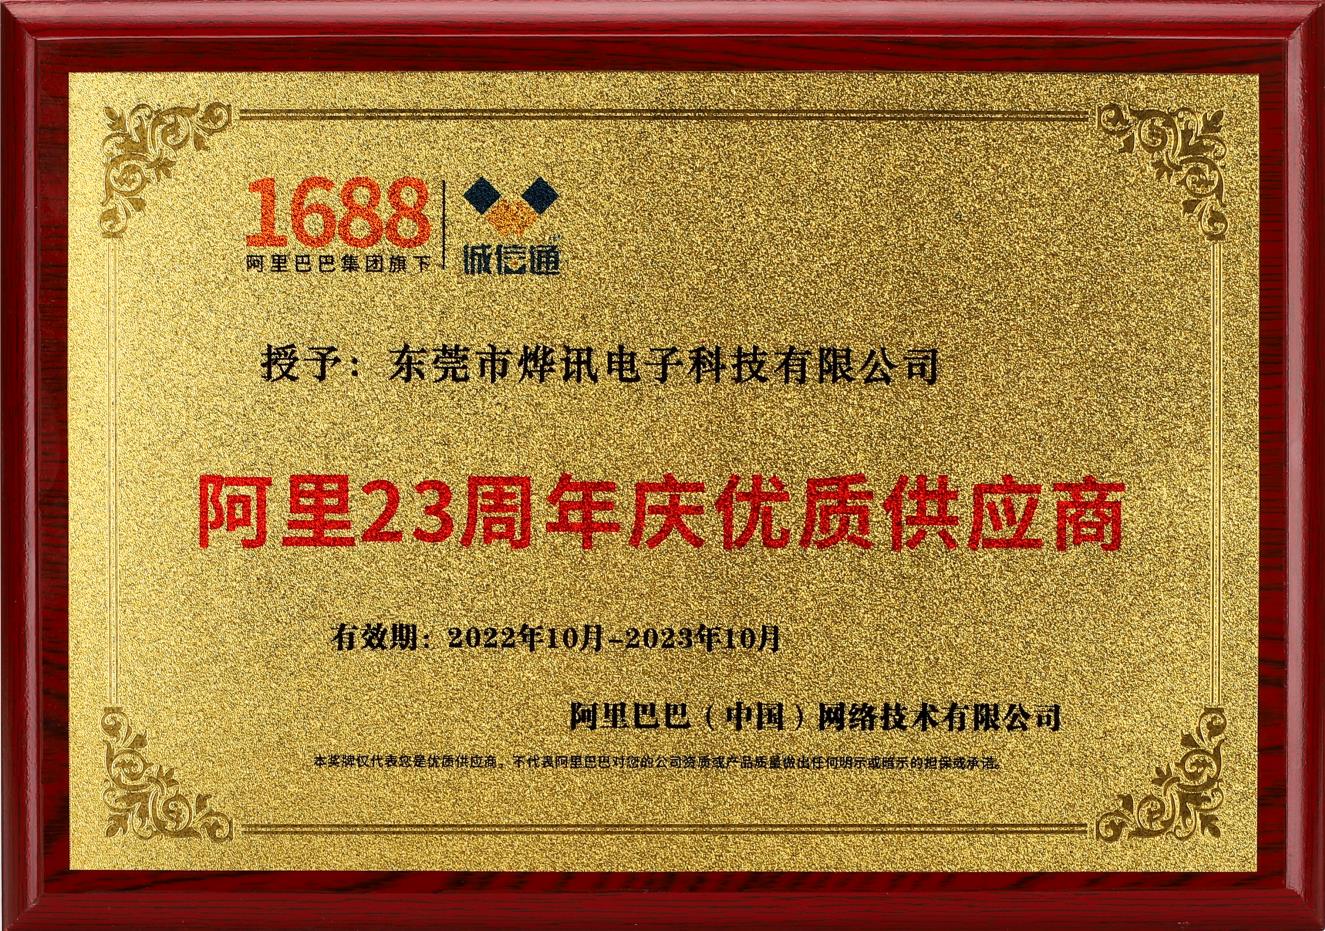 1688
阿里巴巴集团旗下
诚信通
授予：东莞市烨讯电子科技有限公司
阿里23周年庆优质供应商
有效期：2022年10月-2023年10月
阿里巴巴（中国）网络技术有限公司
本奖牌仅代表您是优质供应商，不代表阿里巴巴对您的公司资质或产品质量做出任何明示或暗示的担保或承诺。